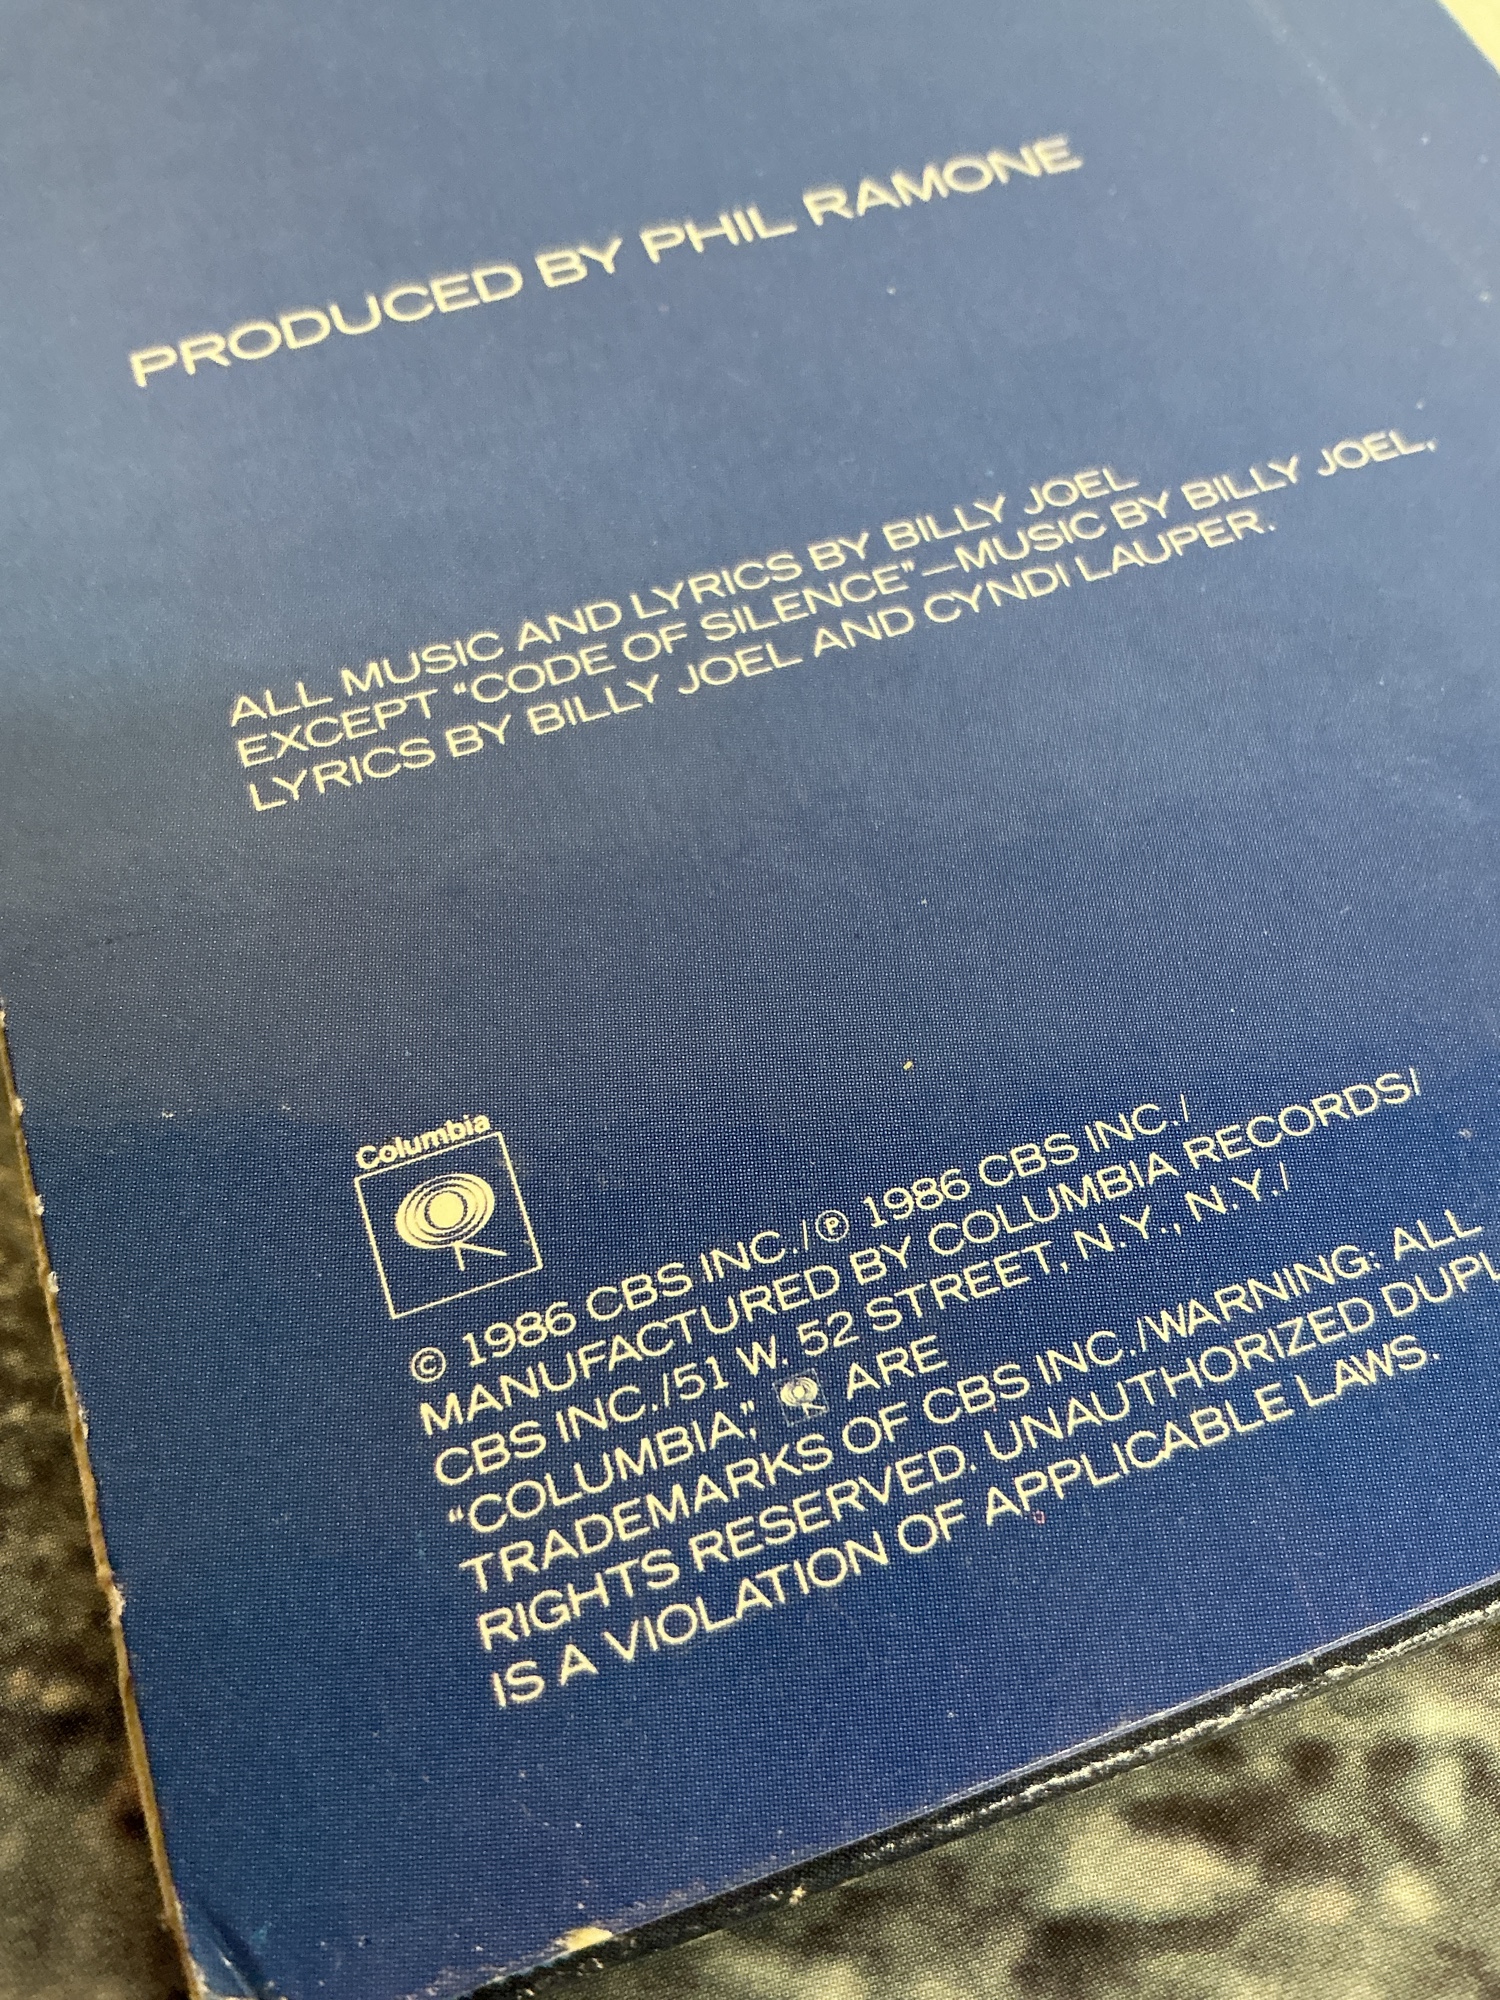 PRODUCED BY PHIL RAMONE
ALL MUSIC AND LYRICS BY BILLY JOEL
EXCEPT “CODE OF SILENCE”—MUSIC BY BILLY JOEL,
LYRICS BY BILLY JOEL AND CYNDI LAUPER.
Columbia
© 1986 CBS INC./℗ 1986 CBS INC./
MANUFACTURED BY COLUMBIA RECORDS/
CBS INC./51 W. 52 STREET, N.Y., N.Y./
“COLUMBIA,” ARE
TRADEMARKS OF CBS INC./WARNING: ALL
RIGHTS RESERVED. UNAUTHORIZED DUPL
IS A VIOLATION OF APPLICABLE LAWS.